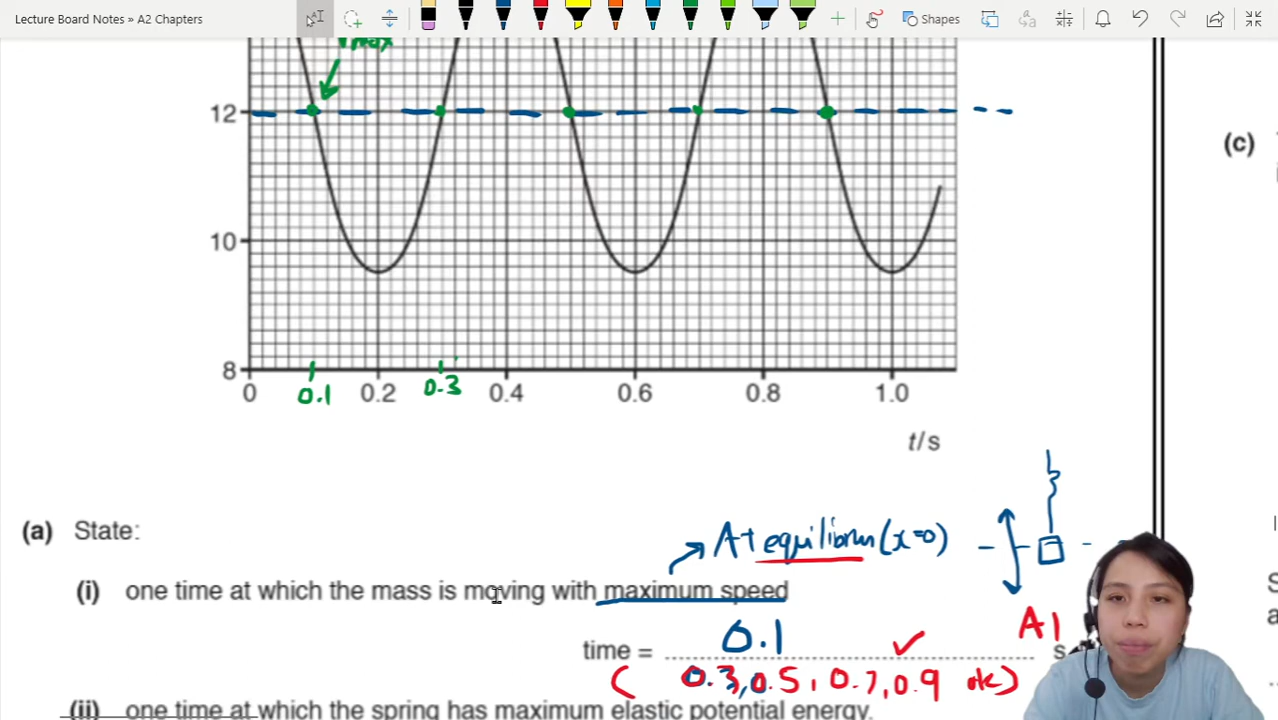 Lecture Board Notes » A2 Chapters
Shapes
max
12
10
8
0 0.2 0.4 0.6 0.8 1.0
0.1 0.3
t/s
(c)
(a) State:
At equilibrium (x=0)
(i) one time at which the mass is moving with maximum speed
time = 0.1 s
A1
(0.3, 0.5, 0.7, 0.9 ok)
(ii) one time at which the spring has maximum elastic potential energy.